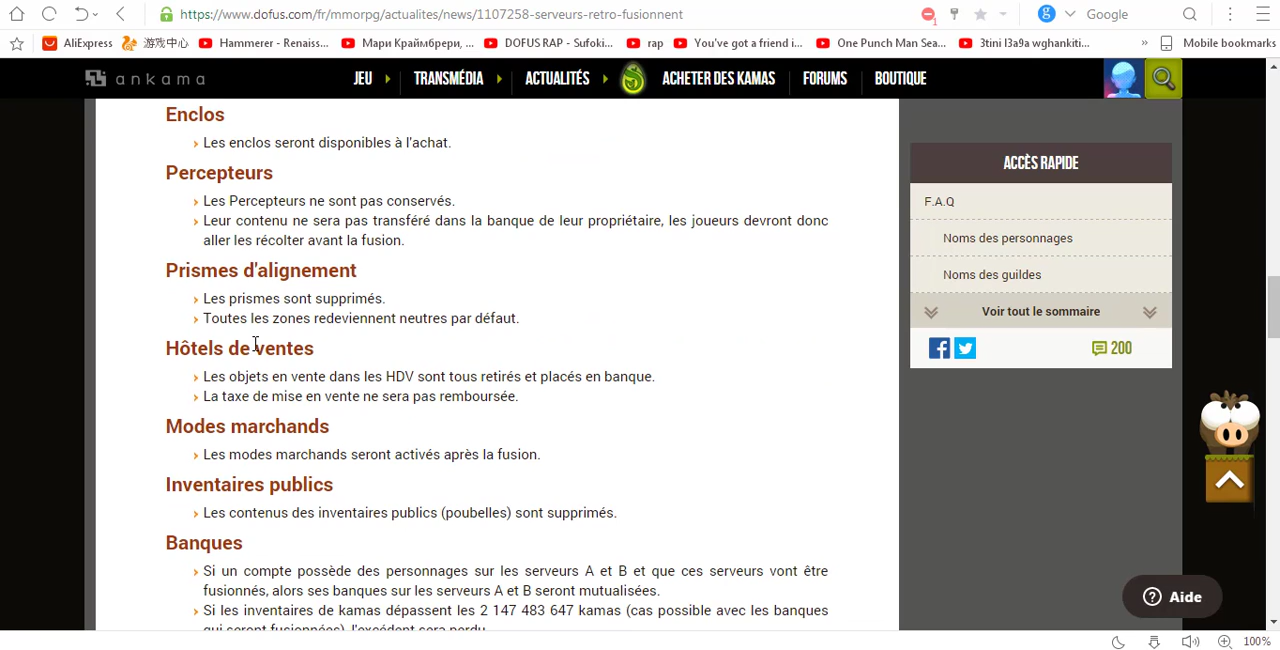 https://www.dofus.com/fr/mmorpg/actualites/news/1107258-serveurs-retro-fusionnent
1
g
Google
AliExpress
游戏中心
Hammerer - Renaiss...
Мари Краймбрери, ...
DOFUS RAP - Sufoki...
rap
You've got a friend i...
One Punch Man Sea...
3tini l3a9a wghankiti...
»
Mobile bookmarks
ankama
JEU
TRANSMÉDIA
ACTUALITÉS
ACHETER DES KAMAS
FORUMS
BOUTIQUE
Enclos
Les enclos seront disponibles à l'achat.
Percepteurs
Les Percepteurs ne sont pas conservés.
Leur contenu ne sera pas transféré dans la banque de leur propriétaire, les joueurs devront donc
aller les récolter avant la fusion.
Prismes d'alignement
Les prismes sont supprimés.
Toutes les zones redeviennent neutres par défaut.
Hôtels de ventes
Les objets en vente dans les HDV sont tous retirés et placés en banque.
La taxe de mise en vente ne sera pas remboursée.
Modes marchands
Les modes marchands seront activés après la fusion.
Inventaires publics
Les contenus des inventaires publics (poubelles) sont supprimés.
Banques
Si un compte possède des personnages sur les serveurs A et B et que ces serveurs vont être
fusionnés, alors ses banques sur les serveurs A et B seront mutualisées.
Si les inventaires de kamas dépassent les 2 147 483 647 kamas (cas possible avec les banques
qui seront fusionnées), l'excédent sera perdu.
ACCÈS RAPIDE
F.A.Q
Noms des personnages
Noms des guildes
Voir tout le sommaire
200
Aide
100%